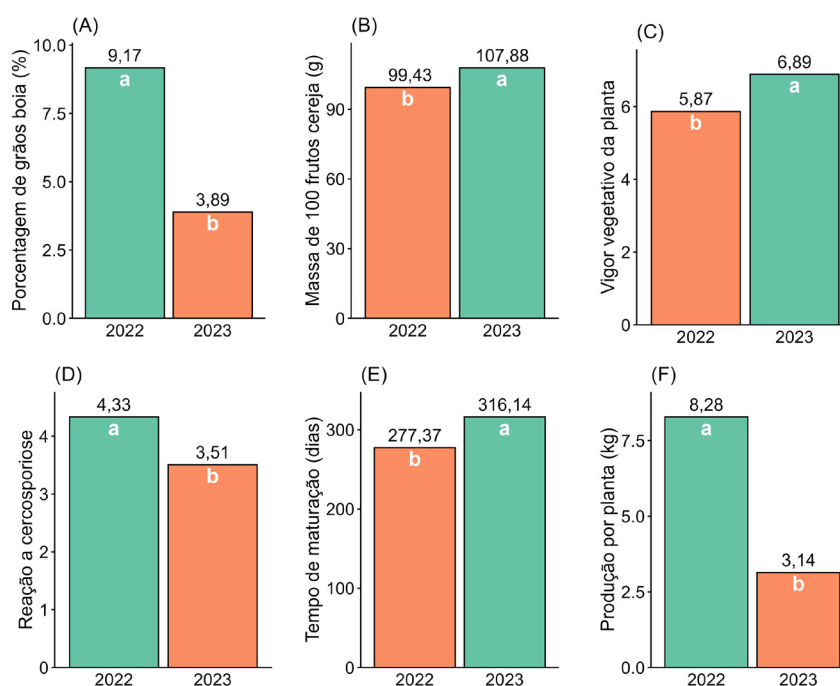 (A)
Porcentagem de grãos boia (%)
10.0
7.5
5.0
2.5
0.0
9,17
a
3,89
b
2022
2023
(B)
Massa de 100 frutos cereja (g)
90
60
30
0
99,43
b
107,88
a
2022
2023
(C)
Vigor vegetativo da planta
6
4
2
0
5,87
b
6,89
a
2022
2023
(D)
Reação a cercosporiose
4
3
2
1
0
4,33
a
3,51
b
2022
2023
(E)
Tempo de maturação (dias)
300
200
100
0
277,37
b
316,14
a
2022
2023
(F)
Produção por planta (kg)
7.5
5.0
2.5
0.0
8,28
a
3,14
b
2022
2023